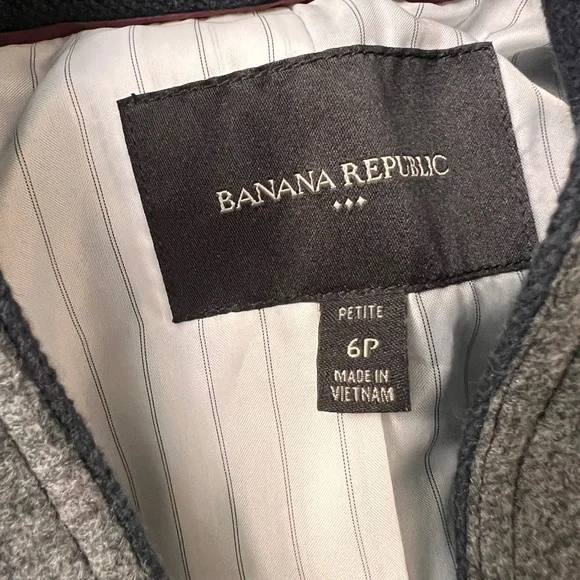 BANANA REPUBLIC
PETITE
6P
MADE IN
VIETNAM